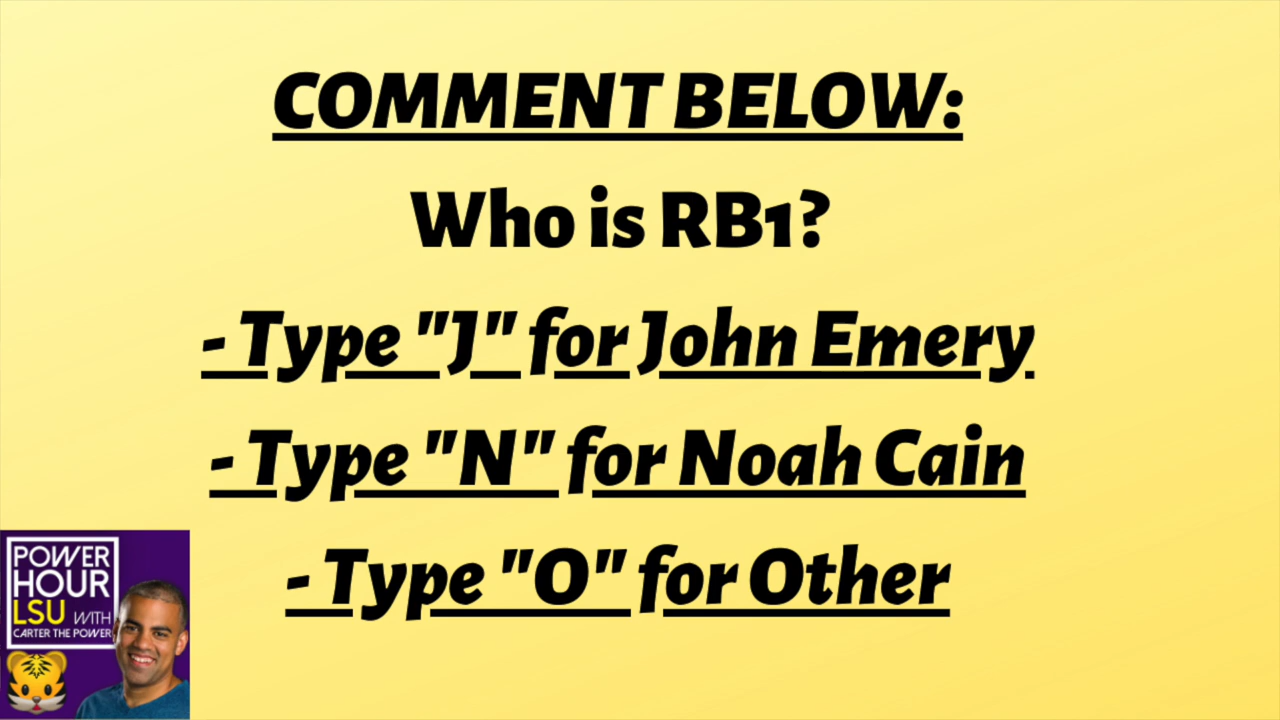 COMMENT BELOW:
Who is RB1?
- Type "J" for John Emery
- Type "N" for Noah Cain
- Type "O" for Other
POWER
HOUR
LSU WITH
CARTER THE POWER